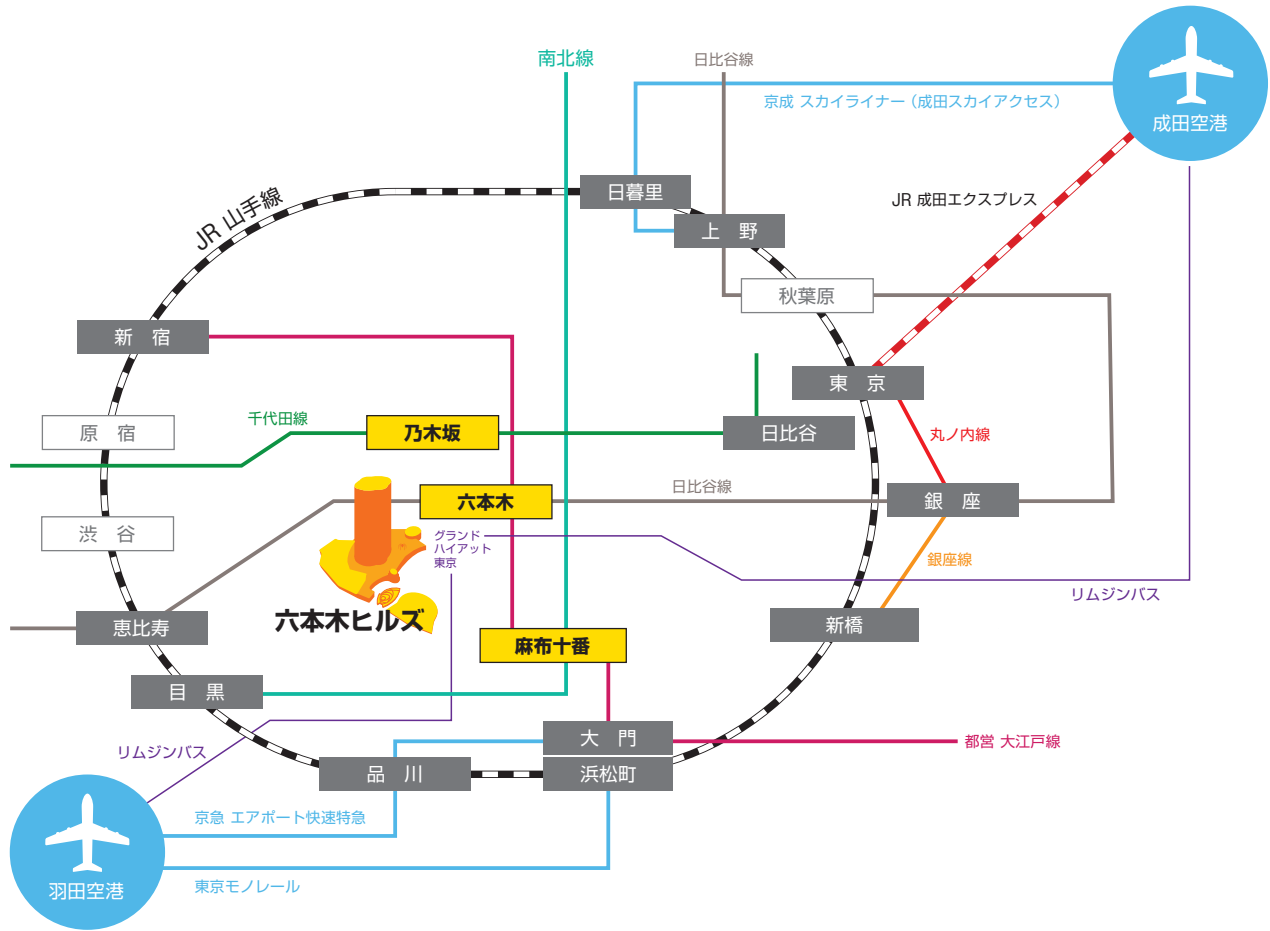 南北線
日比谷線
京成 スカイライナー（成田スカイアクセス）
成田空港
JR 山手線
日暮里
JR 成田エクスプレス
上　野
秋葉原
新　宿
東　京
千代田線
原　宿
乃木坂
日比谷
丸ノ内線
六本木
日比谷線
銀　座
渋　谷
グランド
ハイアット
東京
銀座線
リムジンバス
六本木ヒルズ
恵比寿
新橋
麻布十番
目　黒
大　門
都営 大江戸線
リムジンバス
品　川
浜松町
京急 エアポート快速特急
羽田空港
東京モノレール